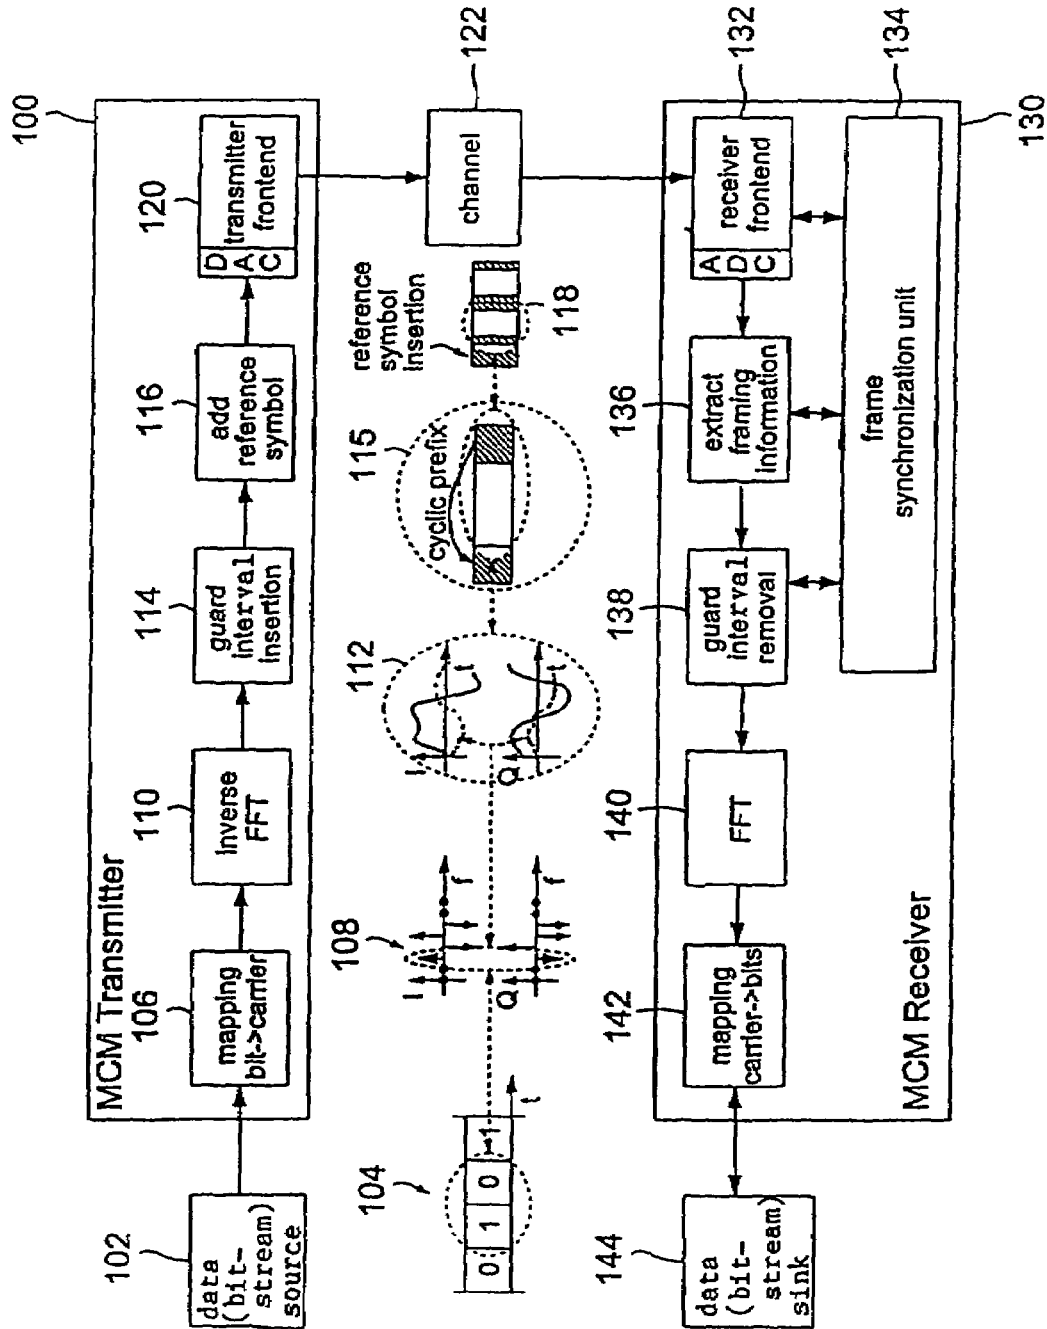 100
MCM Transmitter
102
data
(bit-
stream)
source
106
mapping
bit->carrier
110
inverse
FFT
114
guard
interval
insertion
116
add
reference
symbol
120
D
A
C
transmitter
frontend
104
0
1
0
1
t
108
I
f
Q
f
112
I
t
Q
t
115
cyclic prefix
reference
symbol
insertion
118
channel
122
144
data
(bit-
stream)
sink
142
mapping
carrier->bits
140
FFT
138
guard
interval
removal
136
extract
framing
information
A
D
C
receiver
frontend
132
frame
synchronization unit
134
MCM Receiver
130